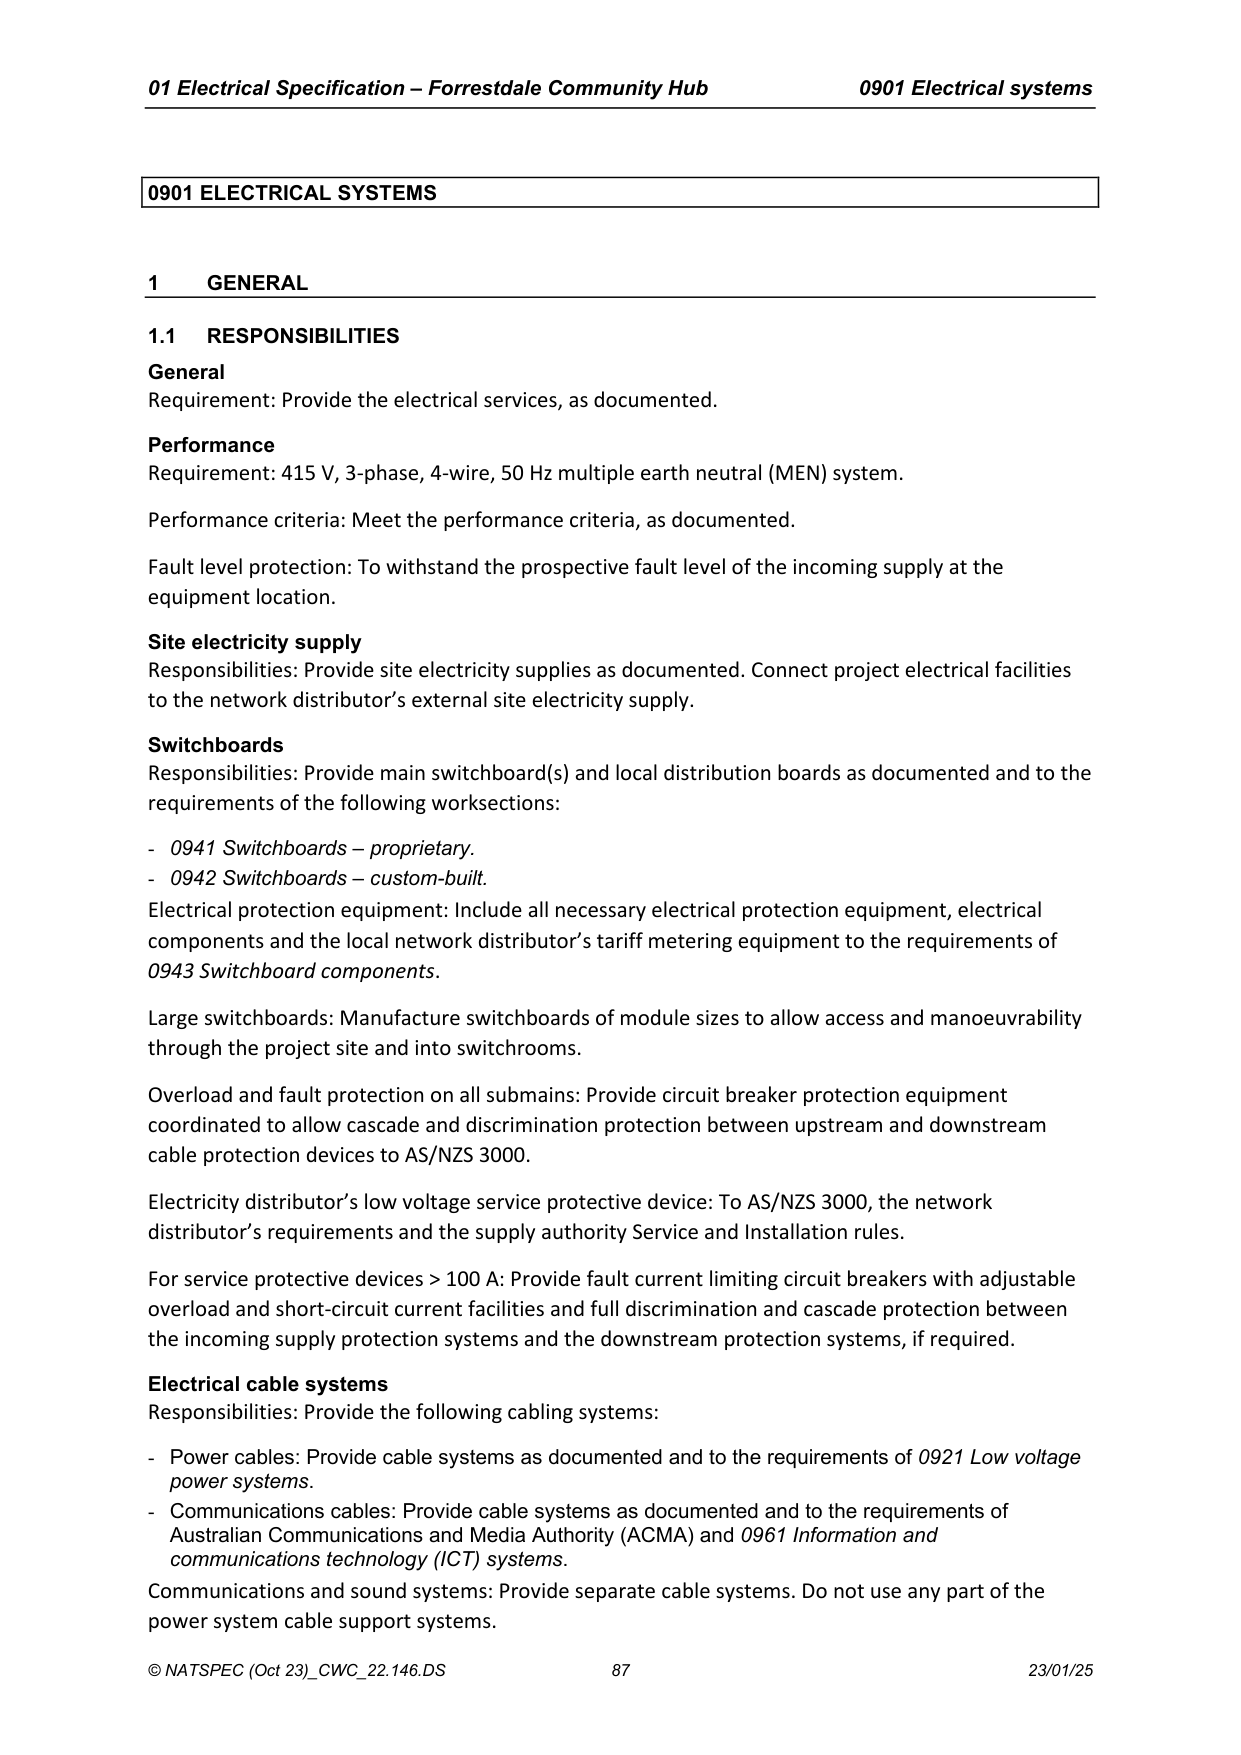 01 Electrical Specification – Forrestdale Community Hub 0901 Electrical systems
0901 ELECTRICAL SYSTEMS
1 GENERAL
1.1 RESPONSIBILITIES
General
Requirement: Provide the electrical services, as documented.
Performance
Requirement: 415 V, 3-phase, 4-wire, 50 Hz multiple earth neutral (MEN) system.
Performance criteria: Meet the performance criteria, as documented.
Fault level protection: To withstand the prospective fault level of the incoming supply at the
equipment location.
Site electricity supply
Responsibilities: Provide site electricity supplies as documented. Connect project electrical facilities
to the network distributor’s external site electricity supply.
Switchboards
Responsibilities: Provide main switchboard(s) and local distribution boards as documented and to the
requirements of the following worksections:
- 0941 Switchboards – proprietary.
- 0942 Switchboards – custom-built.
Electrical protection equipment: Include all necessary electrical protection equipment, electrical
components and the local network distributor’s tariff metering equipment to the requirements of
0943 Switchboard components.
Large switchboards: Manufacture switchboards of module sizes to allow access and manoeuvrability
through the project site and into switchrooms.
Overload and fault protection on all submains: Provide circuit breaker protection equipment
coordinated to allow cascade and discrimination protection between upstream and downstream
cable protection devices to AS/NZS 3000.
Electricity distributor’s low voltage service protective device: To AS/NZS 3000, the network
distributor’s requirements and the supply authority Service and Installation rules.
For service protective devices > 100 A: Provide fault current limiting circuit breakers with adjustable
overload and short-circuit current facilities and full discrimination and cascade protection between
the incoming supply protection systems and the downstream protection systems, if required.
Electrical cable systems
Responsibilities: Provide the following cabling systems:
- Power cables: Provide cable systems as documented and to the requirements of 0921 Low voltage
power systems.
- Communications cables: Provide cable systems as documented and to the requirements of
Australian Communications and Media Authority (ACMA) and 0961 Information and
communications technology (ICT) systems.
Communications and sound systems: Provide separate cable systems. Do not use any part of the
power system cable support systems.
© NATSPEC (Oct 23)_CWC_22.146.DS 87 23/01/25